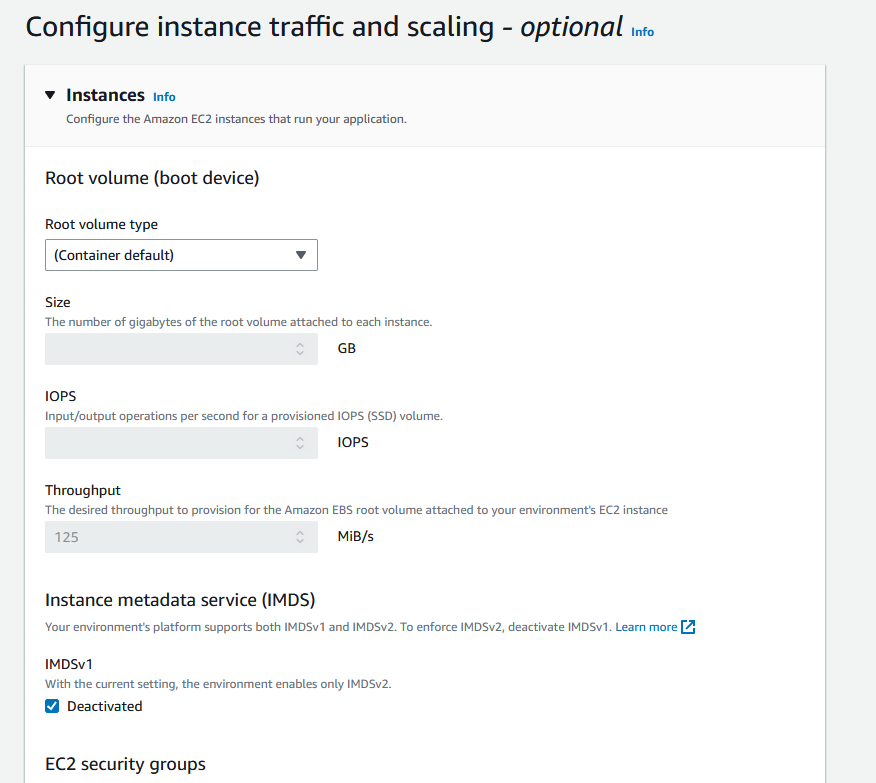 Configure instance traffic and scaling - optional Info
Instances Info
Configure the Amazon EC2 instances that run your application.
Root volume (boot device)
Root volume type
(Container default)
Size
The number of gigabytes of the root volume attached to each instance.
GB
IOPS
Input/output operations per second for a provisioned IOPS (SSD) volume.
IOPS
Throughput
The desired throughput to provision for the Amazon EBS root volume attached to your environment's EC2 instance
125 MiB/s
Instance metadata service (IMDS)
Your environment's platform supports both IMDSv1 and IMDSv2. To enforce IMDSv2, deactivate IMDSv1. Learn more
IMDSv1
With the current setting, the environment enables only IMDSv2.
Deactivated
EC2 security groups